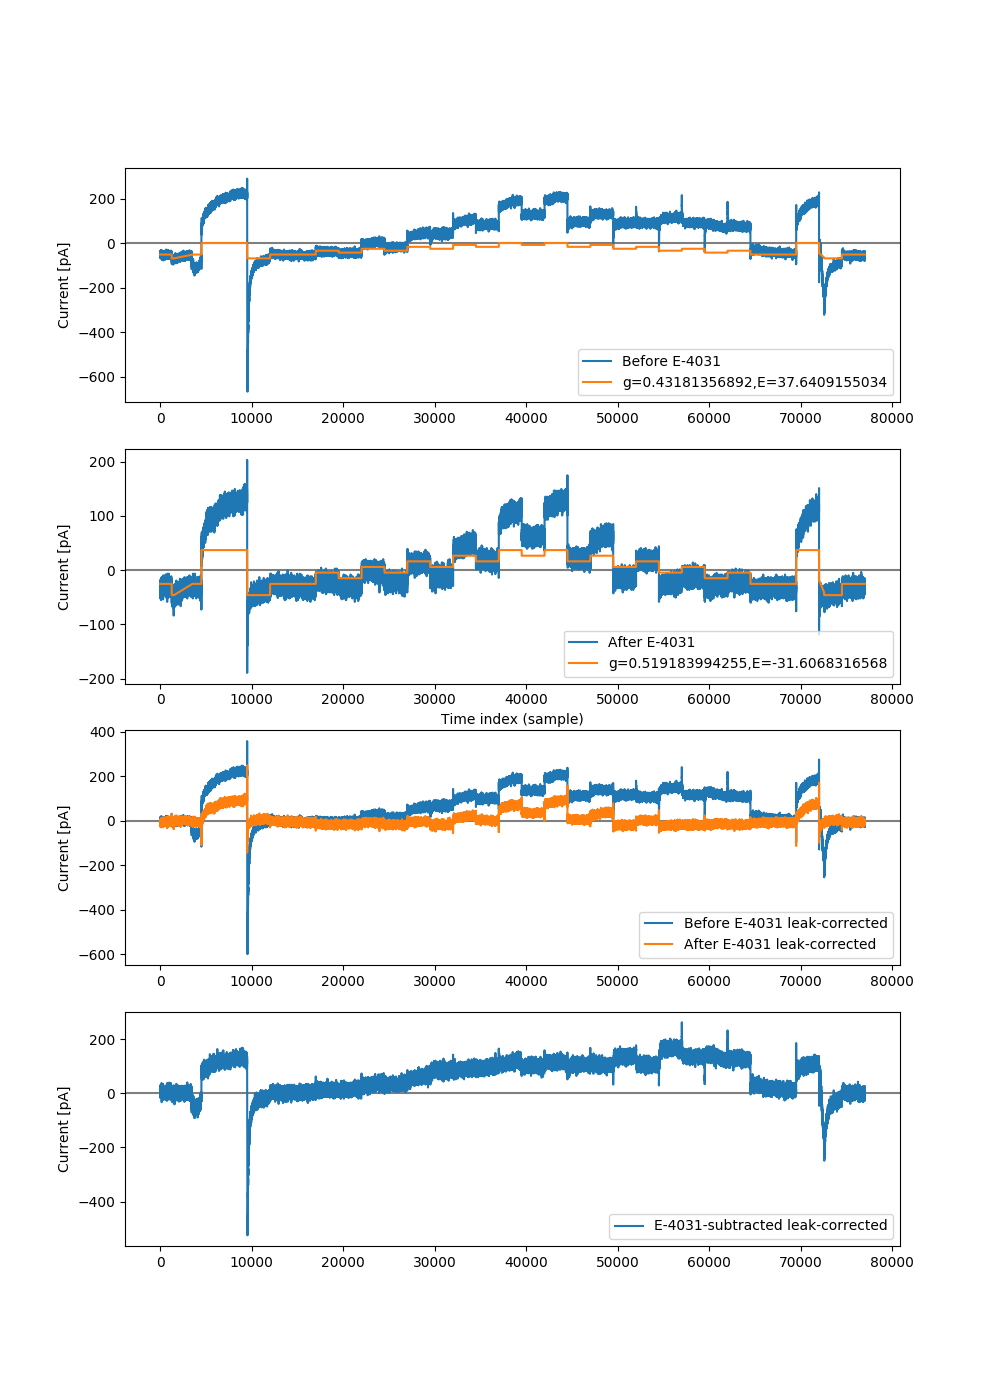 200
0
−200
−400
−600
Current [pA]
Before E-4031
g=0.43181356892,E=37.6409155034
0 10000 20000 30000 40000 50000 60000 70000 80000
200
100
0
−100
−200
Current [pA]
After E-4031
g=0.519183994255,E=-31.6068316568
0 10000 20000 30000 40000 50000 60000 70000 80000
Time index (sample)
400
200
0
−200
−400
−600
Current [pA]
Before E-4031 leak-corrected
After E-4031 leak-corrected
0 10000 20000 30000 40000 50000 60000 70000 80000
200
0
−200
−400
Current [pA]
E-4031-subtracted leak-corrected
0 10000 20000 30000 40000 50000 60000 70000 80000